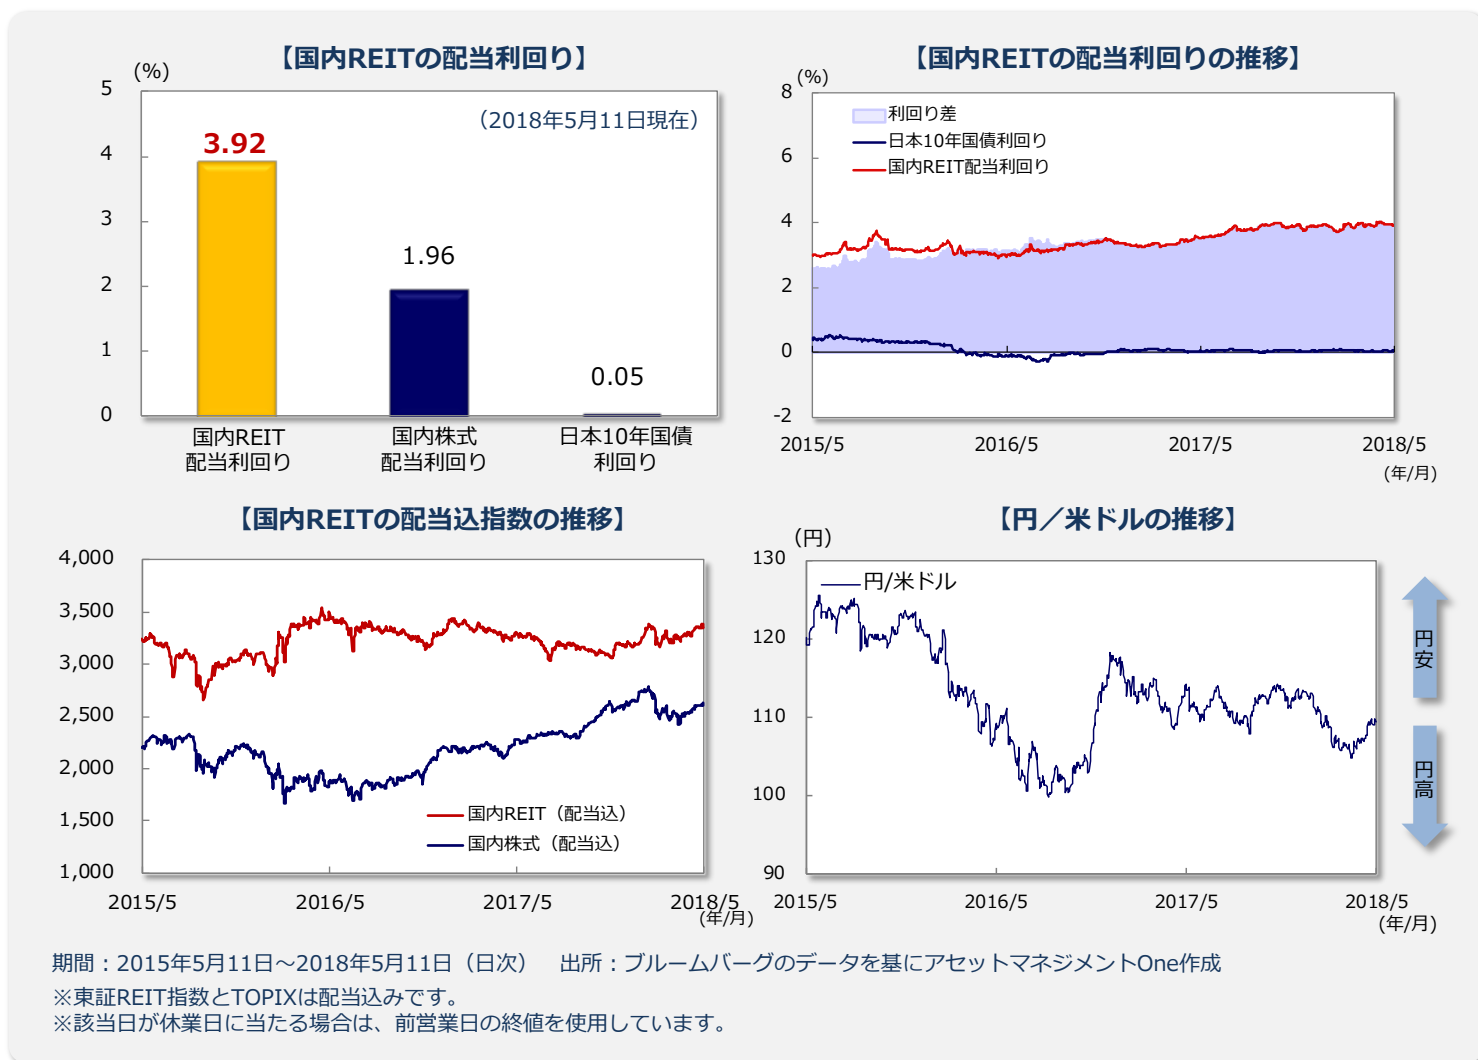 【国内REITの配当利回り】
(%)
（2018年5月11日現在）
5
4
3
2
1
0
3.92
1.96
0.05
国内REIT
配当利回り
国内株式
配当利回り
日本10年国債
利回り
【国内REITの配当利回りの推移】
(%)
8
6
4
2
0
-2
利回り差
日本10年国債利回り
国内REIT配当利回り
2015/5
2016/5
2017/5
2018/5
(年/月)
【国内REITの配当込指数の推移】
4,000
3,500
3,000
2,500
2,000
1,500
1,000
国内REIT（配当込）
国内株式（配当込）
2015/5
2016/5
2017/5
2018/5
(年/月)
【円／米ドルの推移】
(円)
130
120
110
100
90
円/米ドル
2015/5
2016/5
2017/5
2018/5
(年/月)
円安
円高
期間：2015年5月11日～2018年5月11日（日次）　出所：ブルームバーグのデータを基にアセットマネジメントOne作成
※東証REIT指数とTOPIXは配当込みです。
※該当日が休業日に当たる場合は、前営業日の終値を使用しています。